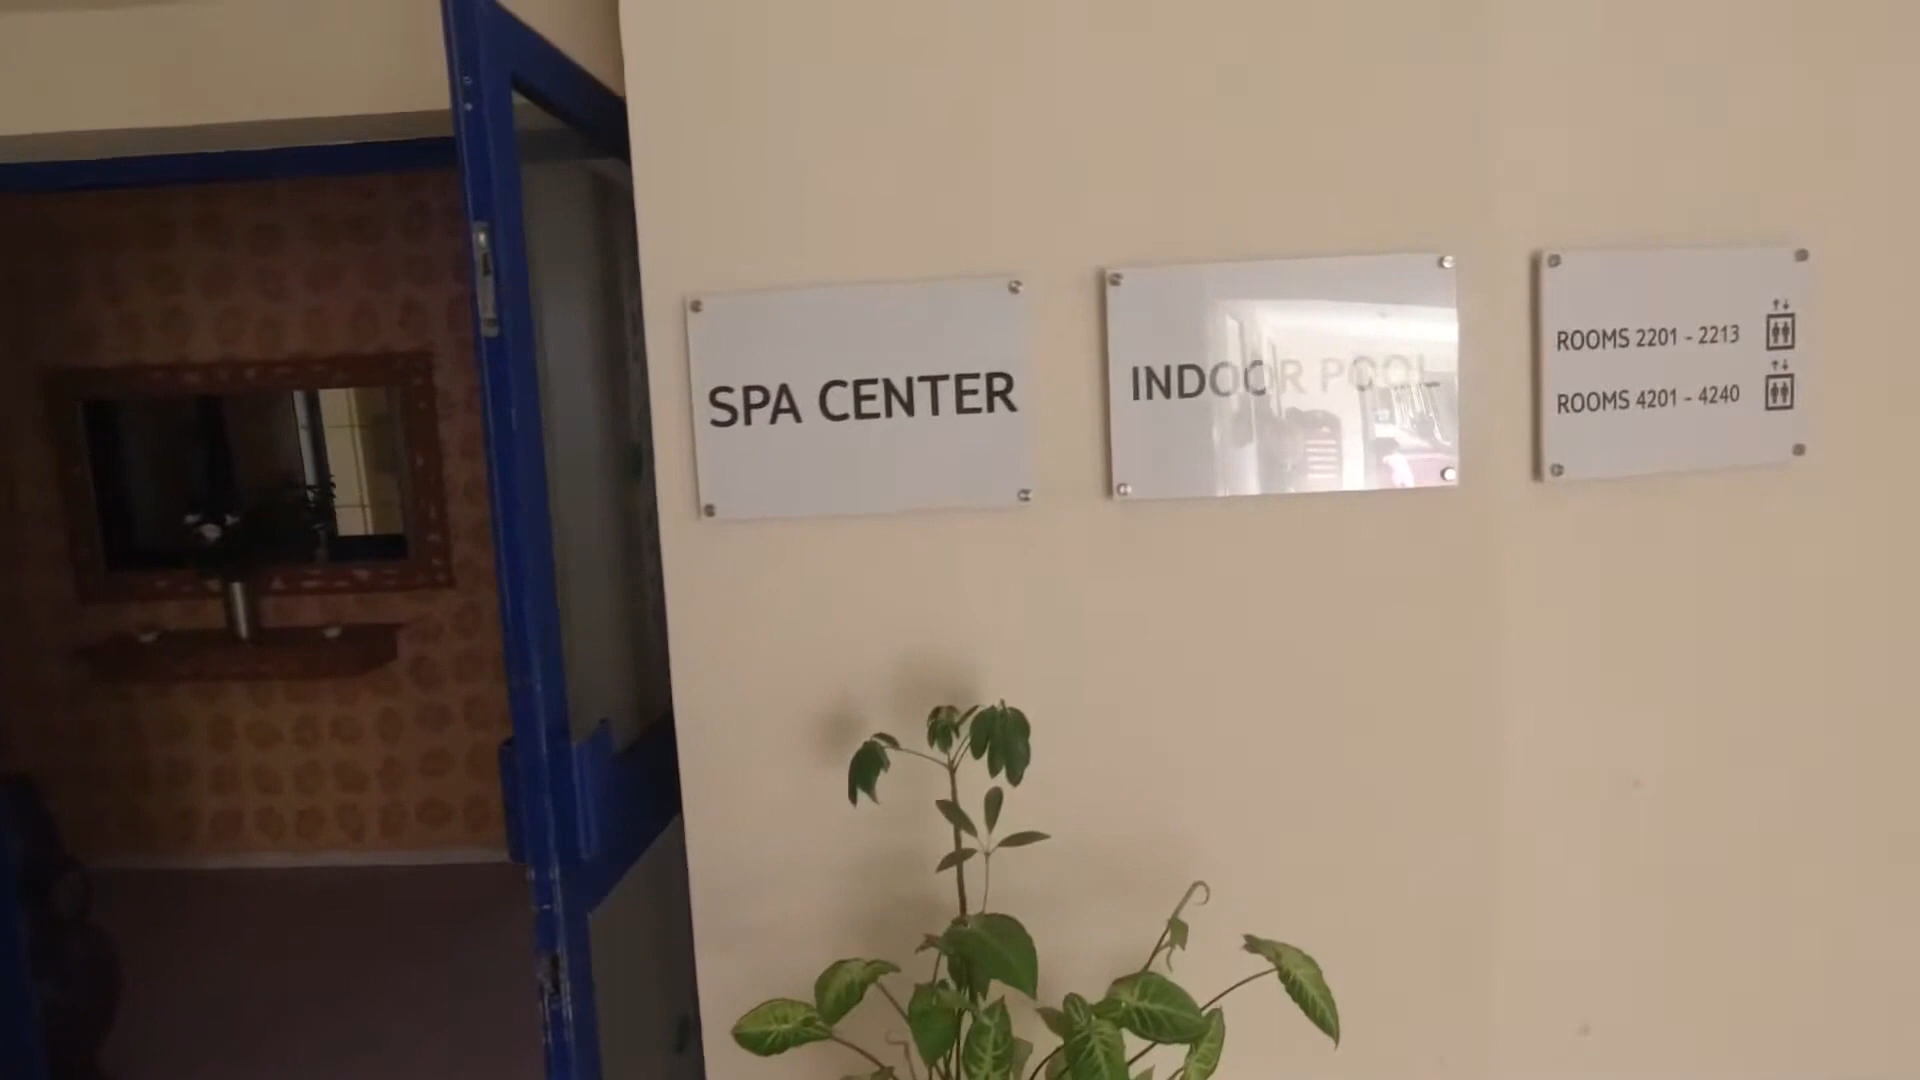 SPA CENTER
INDOOR POOL
ROOMS 2201 - 2213
ROOMS 4201 - 4240